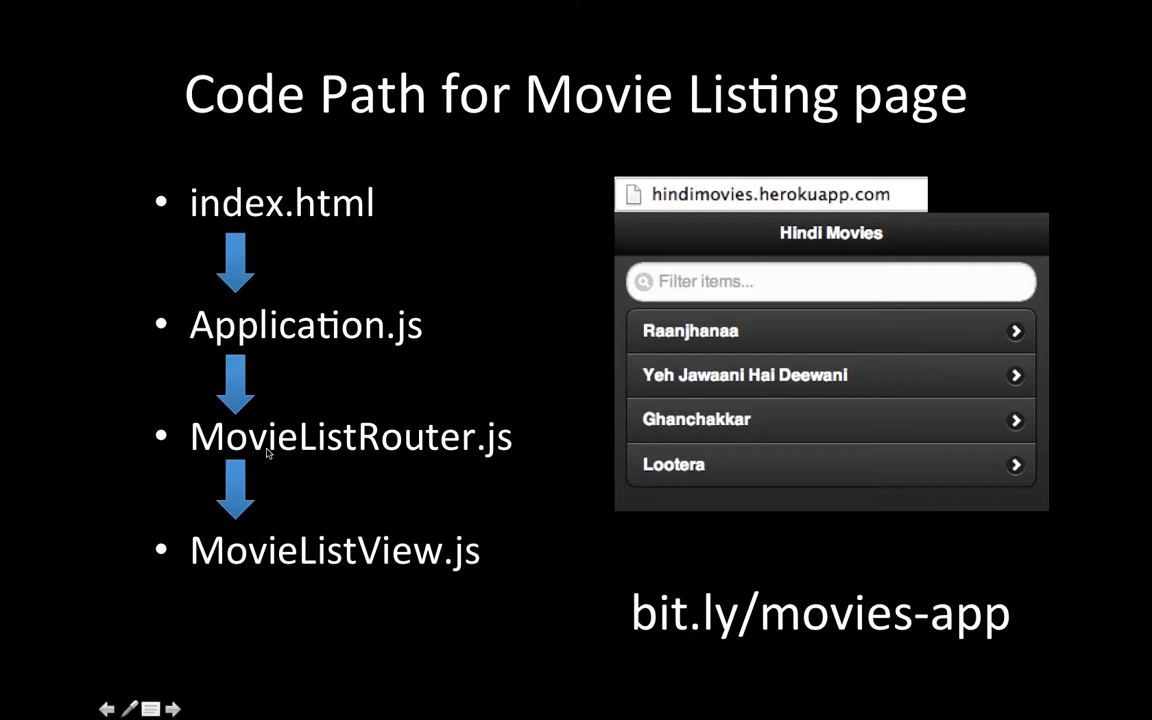 Code Path for Movie Listing page
• index.html
• Application.js
• MovieListRouter.js
• MovieListView.js
hindimovies.herokuapp.com
Hindi Movies
Filter items...
Raanjhanaa
Yeh Jawaani Hai Deewani
Ghanchakkar
Lootera
bit.ly/movies-app